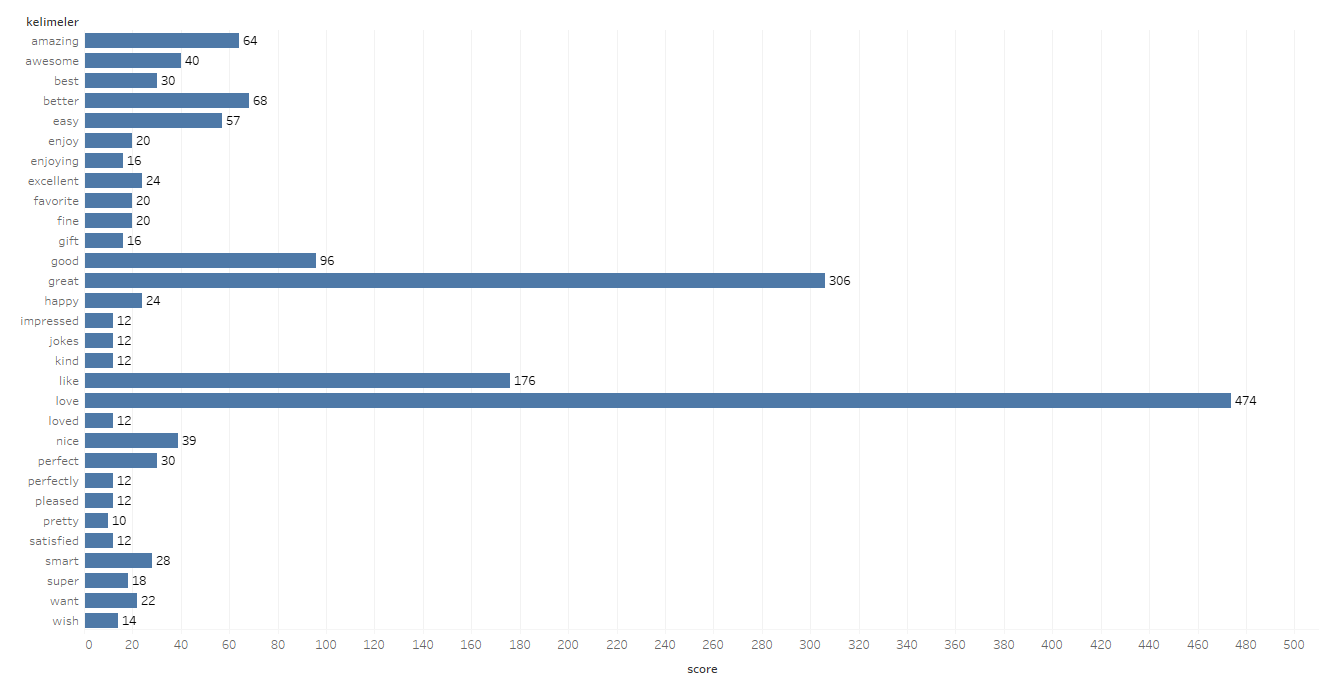 kelimeler
amazing 64
awesome 40
best 30
better 68
easy 57
enjoy 20
enjoying 16
excellent 24
favorite 20
fine 20
gift 16
good 96
great 306
happy 24
impressed 12
jokes 12
kind 12
like 176
love 474
loved 12
nice 39
perfect 30
perfectly 12
pleased 12
pretty 10
satisfied 12
smart 28
super 18
want 22
wish 14
0 20 40 60 80 100 120 140 160 180 200 220 240 260 280 300 320 340 360 380 400 420 440 460 480 500
score